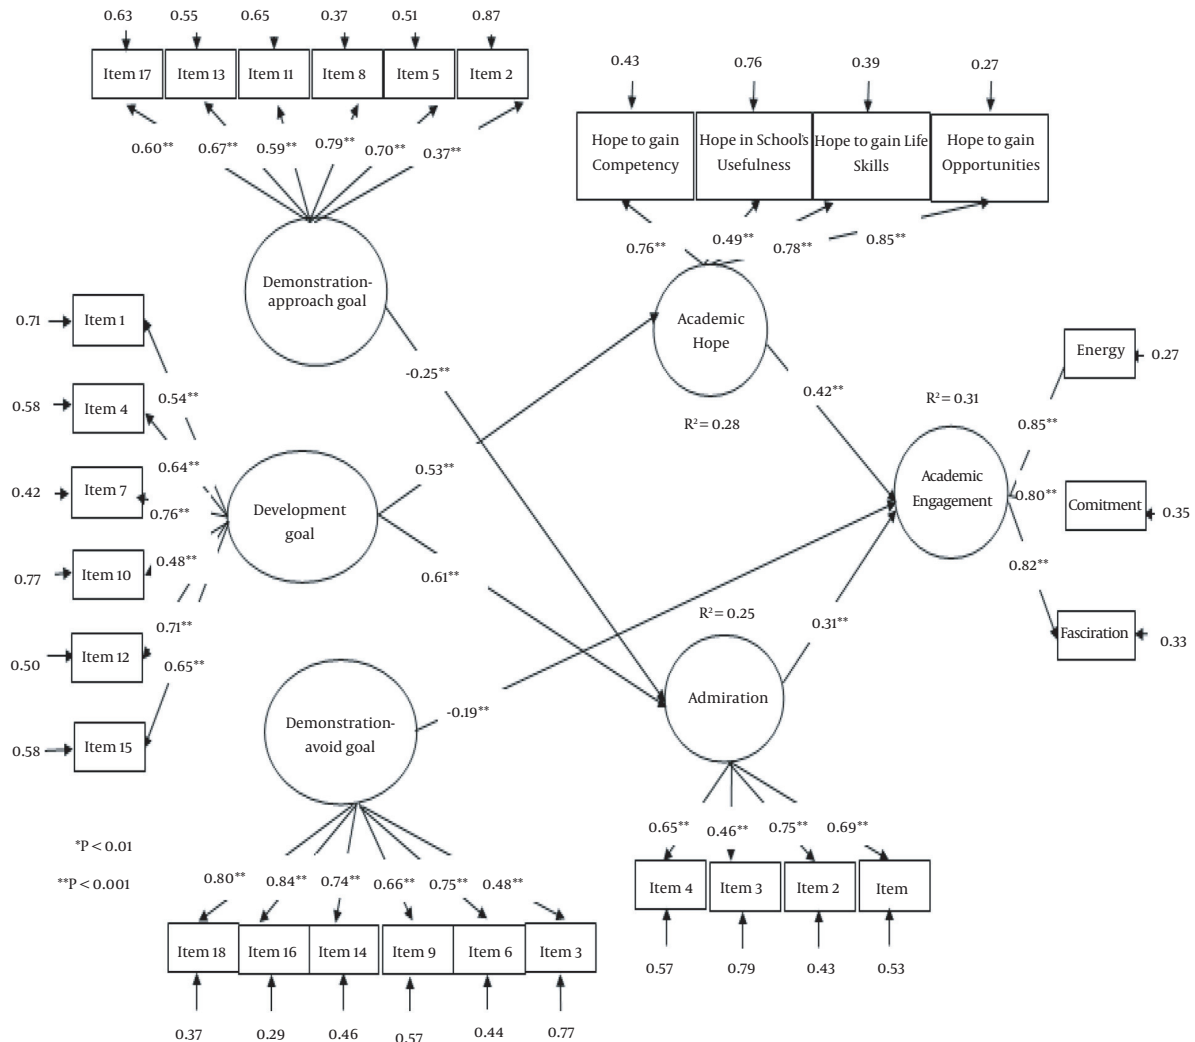 0.63 0.55 0.65 0.37 0.51 0.87
Item 17 Item 13 Item 11 Item 8 Item 5 Item 2
0.60** 0.67** 0.59** 0.79** 0.70** 0.37**
Demonstration-
approach goal
0.43 0.76 0.39 0.27
Hope to gain
Competency
Hope in School's
Usefulness
Hope to gain Life
Skills
Hope to gain
Opportunities
0.76** 0.49** 0.78** 0.85**
Academic
Hope
R² = 0.28
0.71 Item 1
0.58 Item 4
0.42 Item 7
0.77 Item 10
0.50 Item 12
0.58 Item 15
0.54**
0.64**
0.76**
0.48**
0.71**
0.65**
Development
goal
-0.25**
0.53**
0.61**
-0.19**
0.42**
0.31**
R² = 0.31
Academic
Engagement
0.85**
0.80**
0.82**
Energy 0.27
Comitment 0.35
Fasciration 0.33
R² = 0.25
Admiration
0.65** 0.46** 0.75** 0.69**
Item 4 Item 3 Item 2 Item
0.57 0.79 0.43 0.53
Demonstration-
avoid goal
0.80** 0.84** 0.74** 0.66** 0.75** 0.48**
Item 18 Item 16 Item 14 Item 9 Item 6 Item 3
0.37 0.29 0.46 0.57 0.44 0.77
*P < 0.01
**P < 0.001